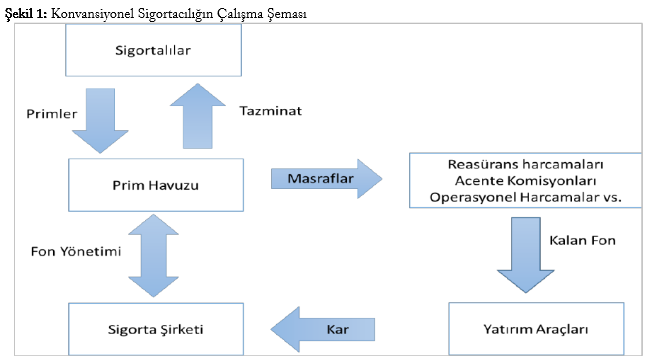 Şekil 1: Konvansiyonel Sigortacılığın Çalışma Şeması
Sigortalılar
Primler
Tazminat
Prim Havuzu
Masraflar
Reasürans harcamaları
Acente Komisyonları
Operasyonel Harcamalar vs.
Fon Yönetimi
Kalan Fon
Sigorta Şirketi
Kar
Yatırım Araçları